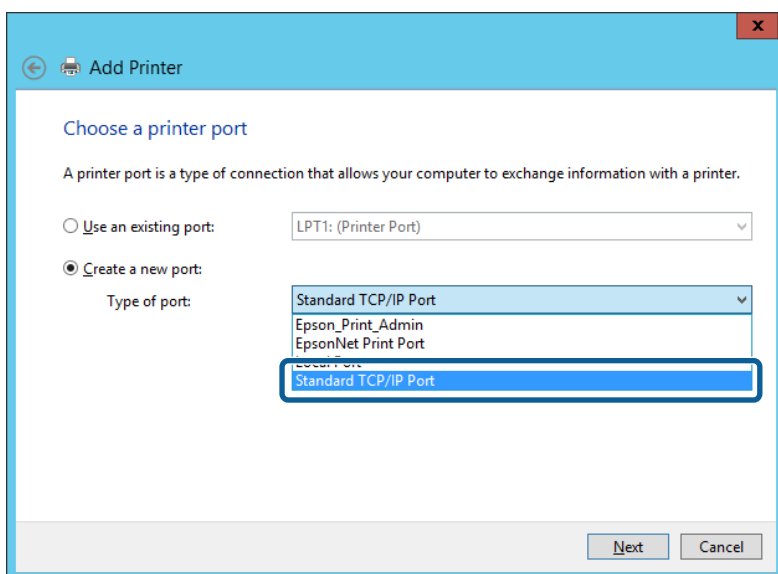 x
Add Printer
Choose a printer port
A printer port is a type of connection that allows your computer to exchange information with a printer.
Use an existing port: LPT1: (Printer Port)
Create a new port:
Type of port: Standard TCP/IP Port
Epson_Print_Admin
EpsonNet Print Port
Local Port
Standard TCP/IP Port
Next Cancel